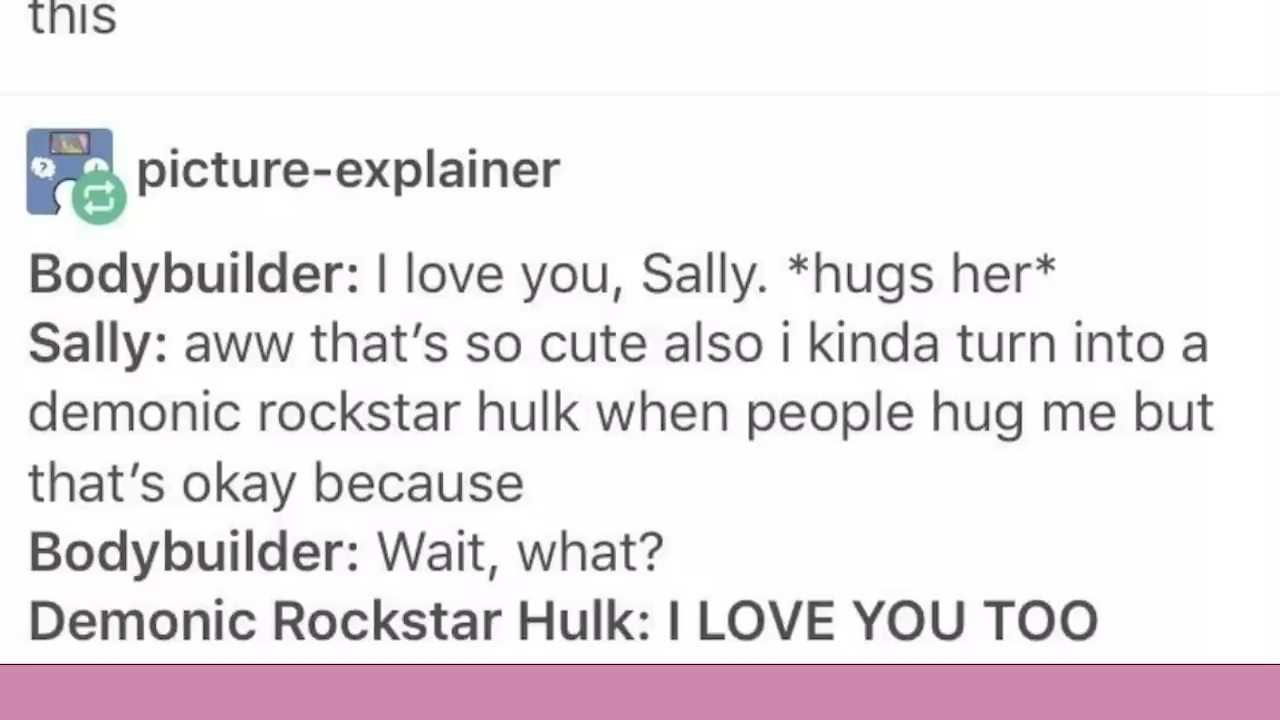 this
picture-explainer
Bodybuilder: I love you, Sally. *hugs her*
Sally: aww that’s so cute also i kinda turn into a
demonic rockstar hulk when people hug me but
that’s okay because
Bodybuilder: Wait, what?
Demonic Rockstar Hulk: I LOVE YOU TOO